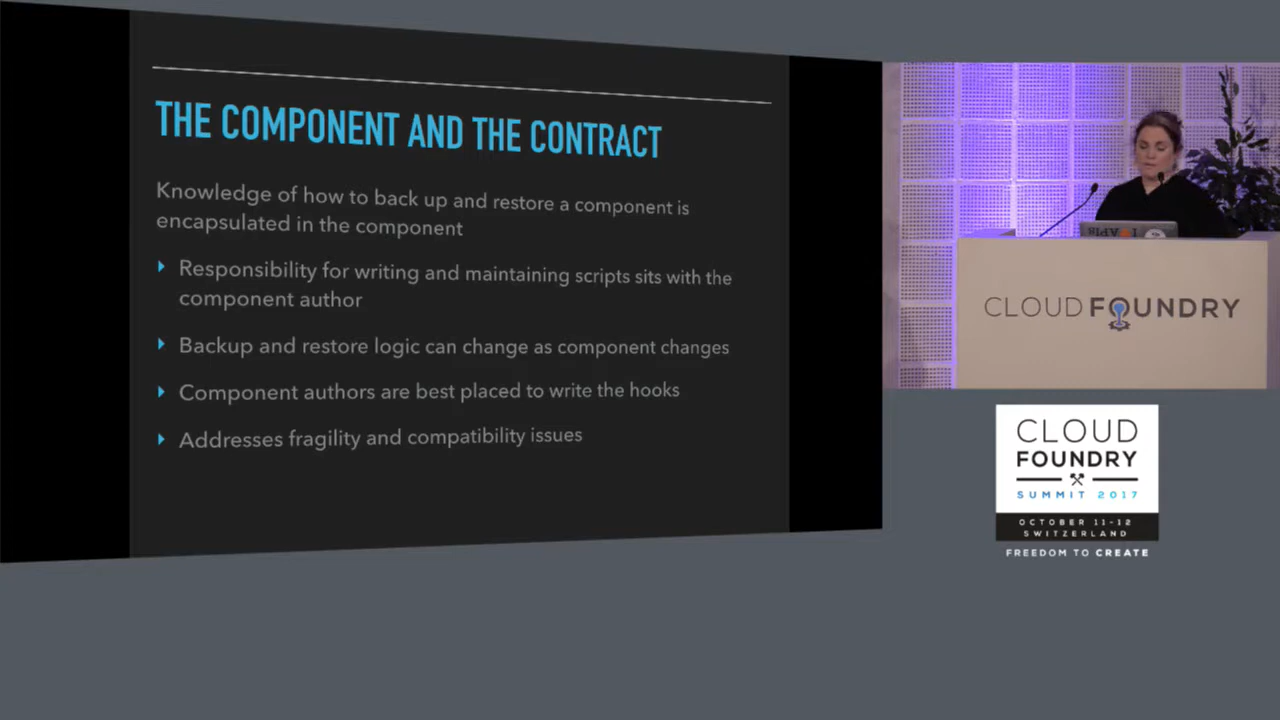 THE COMPONENT AND THE CONTRACT
Knowledge of how to back up and restore a component is
encapsulated in the component
Responsibility for writing and maintaining scripts sits with the
component author
Backup and restore logic can change as component changes
Component authors are best placed to write the hooks
Addresses fragility and compatibility issues
I APIs
CLOUD FOUNDRY
CLOUD
FOUNDRY
SUMMIT 2017
OCTOBER 11-12
SWITZERLAND
FREEDOM TO CREATE